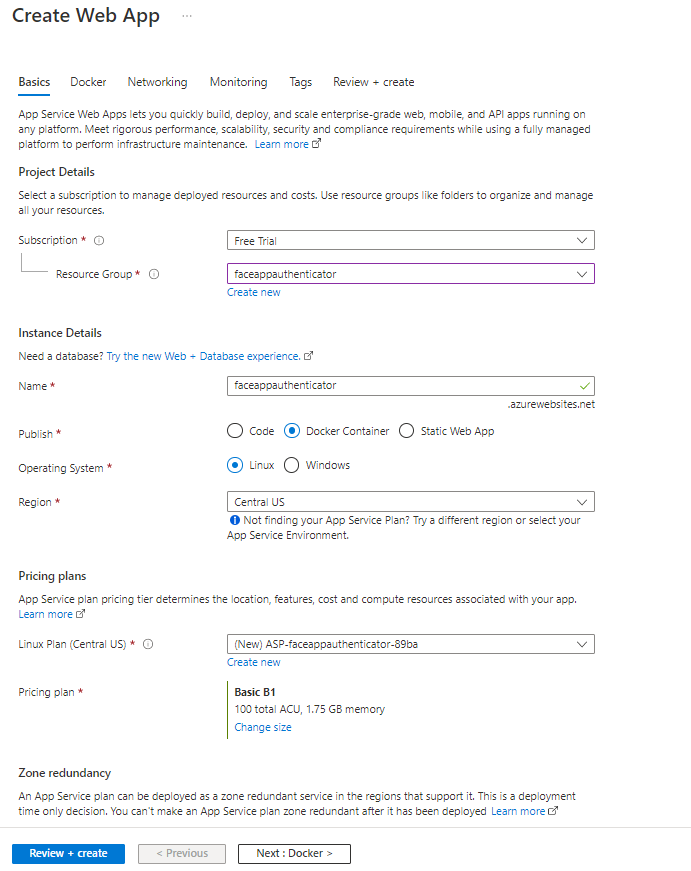 Create Web App ...
Basics Docker Networking Monitoring Tags Review + create
App Service Web Apps lets you quickly build, deploy, and scale enterprise-grade web, mobile, and API apps running on
any platform. Meet rigorous performance, scalability, security and compliance requirements while using a fully managed
platform to perform infrastructure maintenance. Learn more
Project Details
Select a subscription to manage deployed resources and costs. Use resource groups like folders to organize and manage
all your resources.
Subscription * Free Trial
Resource Group * faceappauthenticator
Create new
Instance Details
Need a database? Try the new Web + Database experience.
Name * faceappauthenticator
.azurewebsites.net
Publish * Code Docker Container Static Web App
Operating System * Linux Windows
Region * Central US
Not finding your App Service Plan? Try a different region or select your
App Service Environment.
Pricing plans
App Service plan pricing tier determines the location, features, cost and compute resources associated with your app.
Learn more
Linux Plan (Central US) * (New) ASP-faceappauthenticator-89ba
Create new
Pricing plan * Basic B1
100 total ACU, 1.75 GB memory
Change size
Zone redundancy
An App Service plan can be deployed as a zone redundant service in the regions that support it. This is a deployment
time only decision. You can't make an App Service plan zone redundant after it has been deployed Learn more
Review + create < Previous Next : Docker >